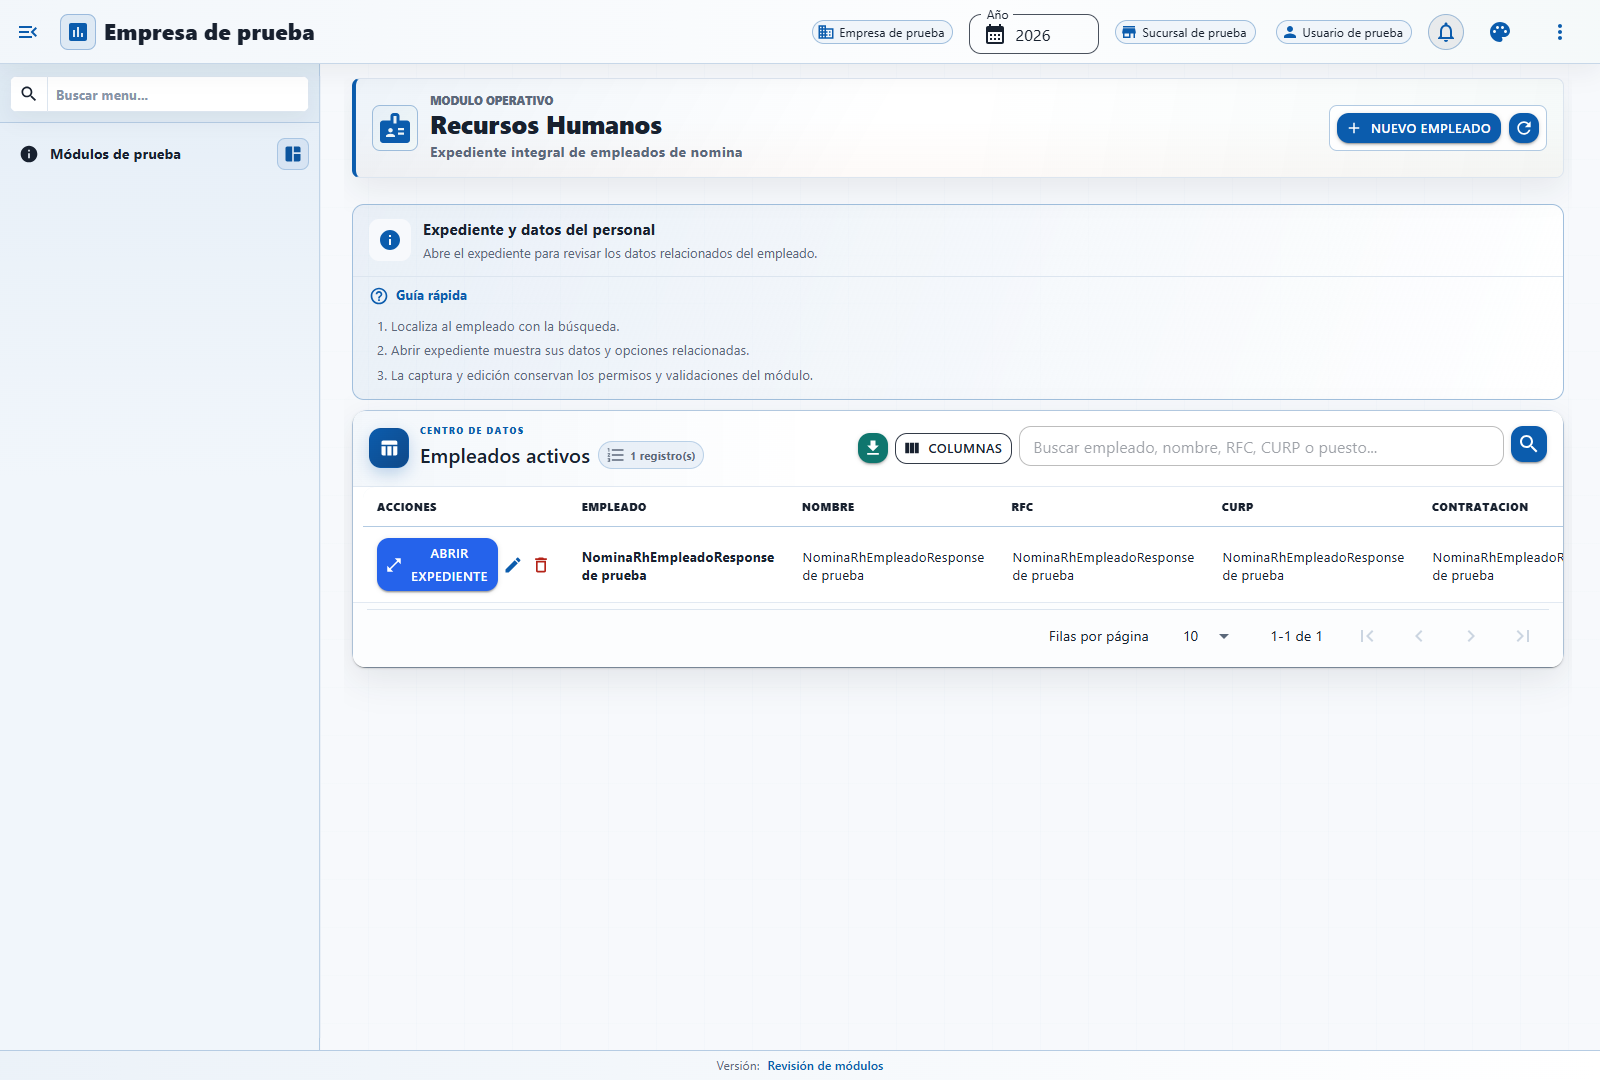 Empresa de prueba
Empresa de prueba
Año
2026
Sucursal de prueba
Usuario de prueba
Buscar menu...
Módulos de prueba
MODULO OPERATIVO
Recursos Humanos
Expediente integral de empleados de nomina
NUEVO EMPLEADO
Expediente y datos del personal
Abre el expediente para revisar los datos relacionados del empleado.
Guía rápida
1. Localiza al empleado con la búsqueda.
2. Abrir expediente muestra sus datos y opciones relacionadas.
3. La captura y edición conservan los permisos y validaciones del módulo.
CENTRO DE DATOS
Empleados activos
1 registro(s)
COLUMNAS
Buscar empleado, nombre, RFC, CURP o puesto...
ACCIONES EMPLEADO NOMBRE RFC CURP CONTRATACION
ABRIR
EXPEDIENTE
NominaRhEmpleadoResponse
de prueba
NominaRhEmpleadoResponse
de prueba
NominaRhEmpleadoResponse
de prueba
NominaRhEmpleadoResponse
de prueba
NominaRhEmpleadoR
de prueba
Filas por página 10 1-1 de 1
Versión: Revisión de módulos